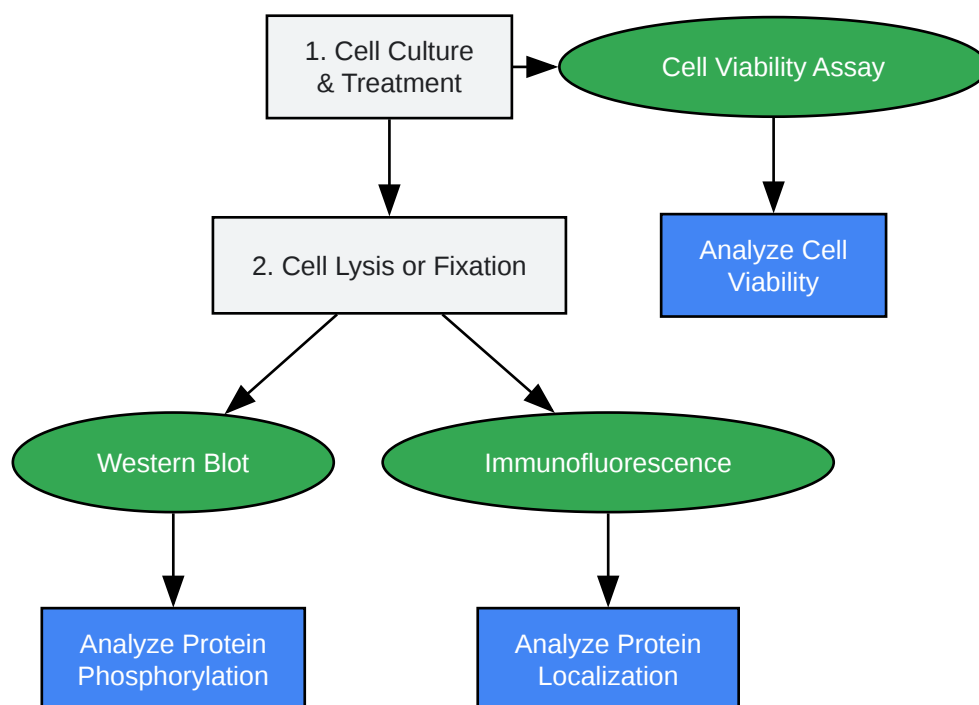 1. Cell Culture
& Treatment
Cell Viability Assay
2. Cell Lysis or Fixation
Analyze Cell
Viability
Western Blot
Immunofluorescence
Analyze Protein
Phosphorylation
Analyze Protein
Localization